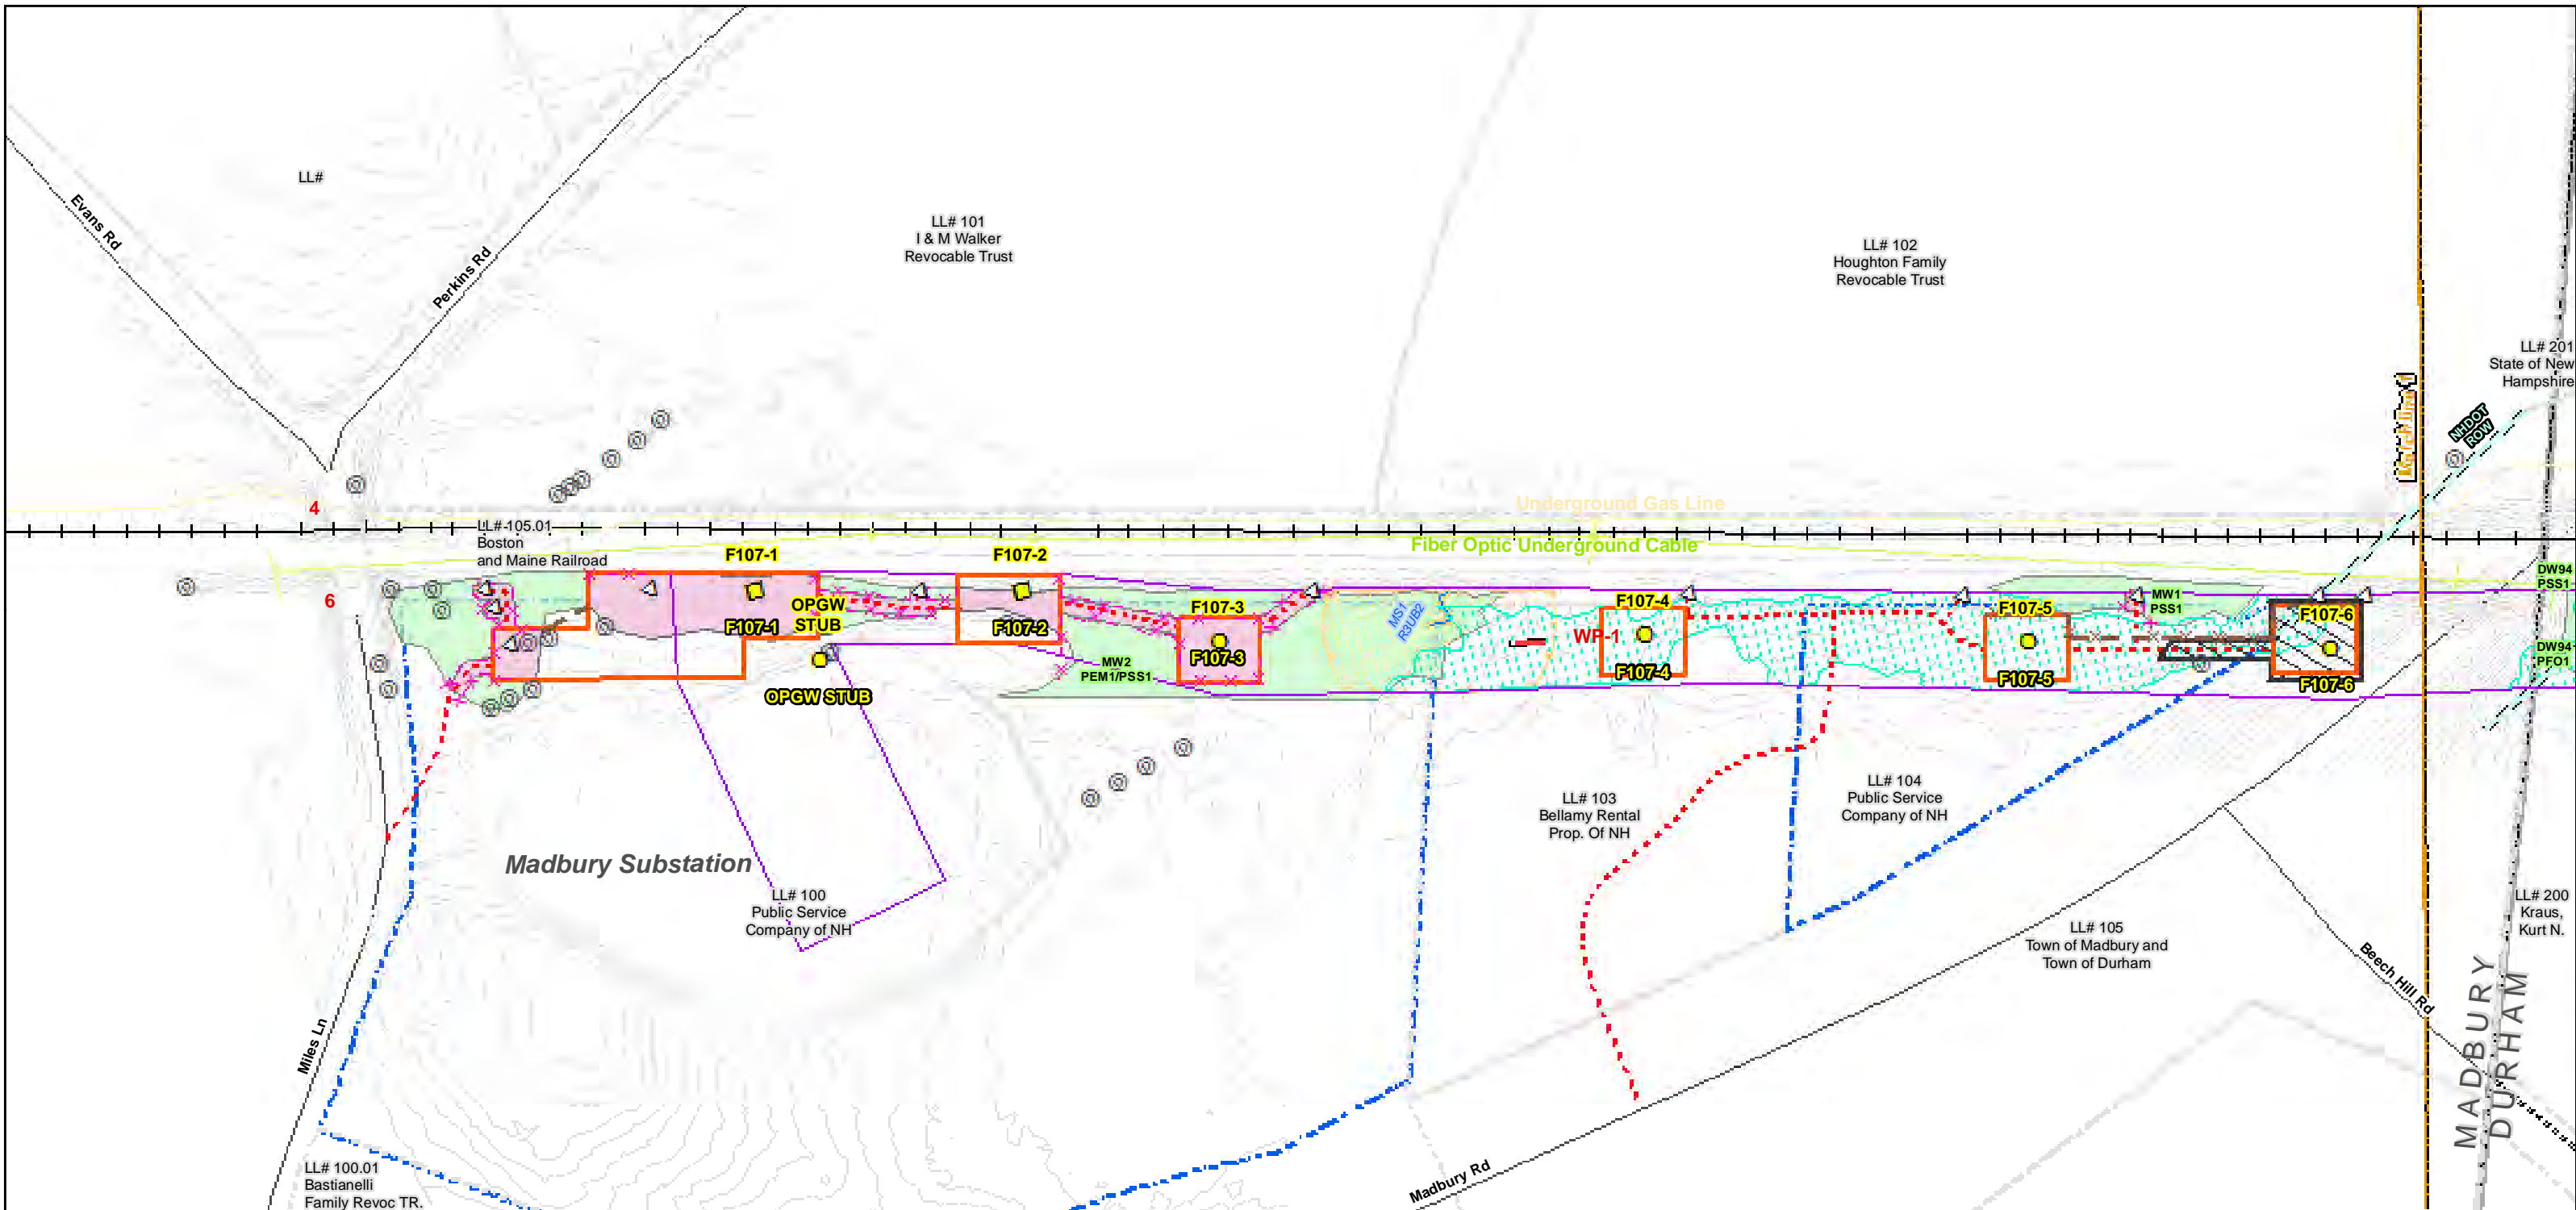 LL#
Evans Rd
Perkins Rd
LL# 101
I & M Walker
Revocable Trust
LL# 102
Houghton Family
Revocable Trust
LL# 201
State of New
Hampshire
NHDOT
ROW
4
Underground Gas Line
LL# 105.01
Boston
and Maine Railroad
Fiber Optic Underground Cable
F107-1
F107-2
6
OPGW
STUB
F107-1
F107-2
F107-3
F107-3
MW2
PEM1/PSS1
MS1
R3UB2
WP-1
F107-4
F107-4
F107-5
F107-5
MW1
PSS1
F107-6
F107-6
DW94
PSS1
DW94
PFO1
OPGW STUB
Madbury Substation
LL# 100
Public Service
Company of NH
LL# 103
Bellamy Rental
Prop. Of NH
LL# 104
Public Service
Company of NH
LL# 105
Town of Madbury and
Town of Durham
LL# 200
Kraus,
Kurt N.
Beech Hill Rd
MADBURY
DURHAM
Miles Ln
Madbury Rd
LL# 100.01
Bastianelli
Family Revoc TR.